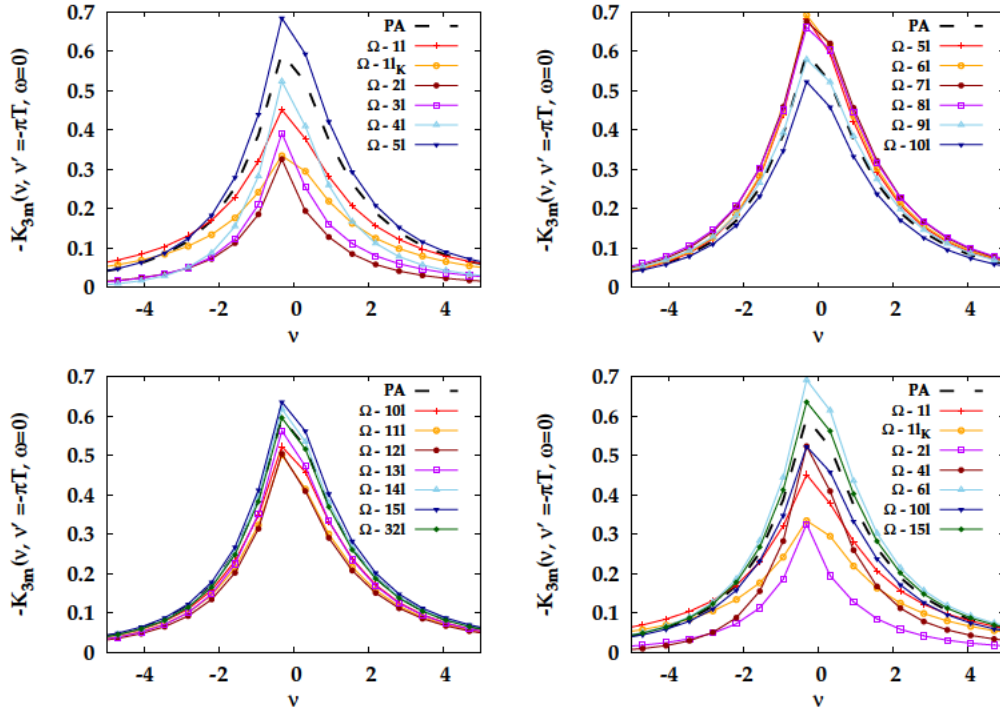 0.7
0.6
0.5
0.4
0.3
0.2
0.1
0
-4 -2 0 2 4
ν
-K3m(ν, ν' =-πT, ω=0)
PA
Ω - 1l
Ω - 1lK
Ω - 2l
Ω - 3l
Ω - 4l
Ω - 5l
0.7
0.6
0.5
0.4
0.3
0.2
0.1
0
-4 -2 0 2 4
ν
-K3m(ν, ν' =-πT, ω=0)
PA
Ω - 5l
Ω - 6l
Ω - 7l
Ω - 8l
Ω - 9l
Ω - 10l
0.7
0.6
0.5
0.4
0.3
0.2
0.1
0
-4 -2 0 2 4
ν
-K3m(ν, ν' =-πT, ω=0)
PA
Ω - 10l
Ω - 11l
Ω - 12l
Ω - 13l
Ω - 14l
Ω - 15l
Ω - 32l
0.7
0.6
0.5
0.4
0.3
0.2
0.1
0
-4 -2 0 2 4
ν
-K3m(ν, ν' =-πT, ω=0)
PA
Ω - 1l
Ω - 1lK
Ω - 2l
Ω - 4l
Ω - 6l
Ω - 10l
Ω - 15l